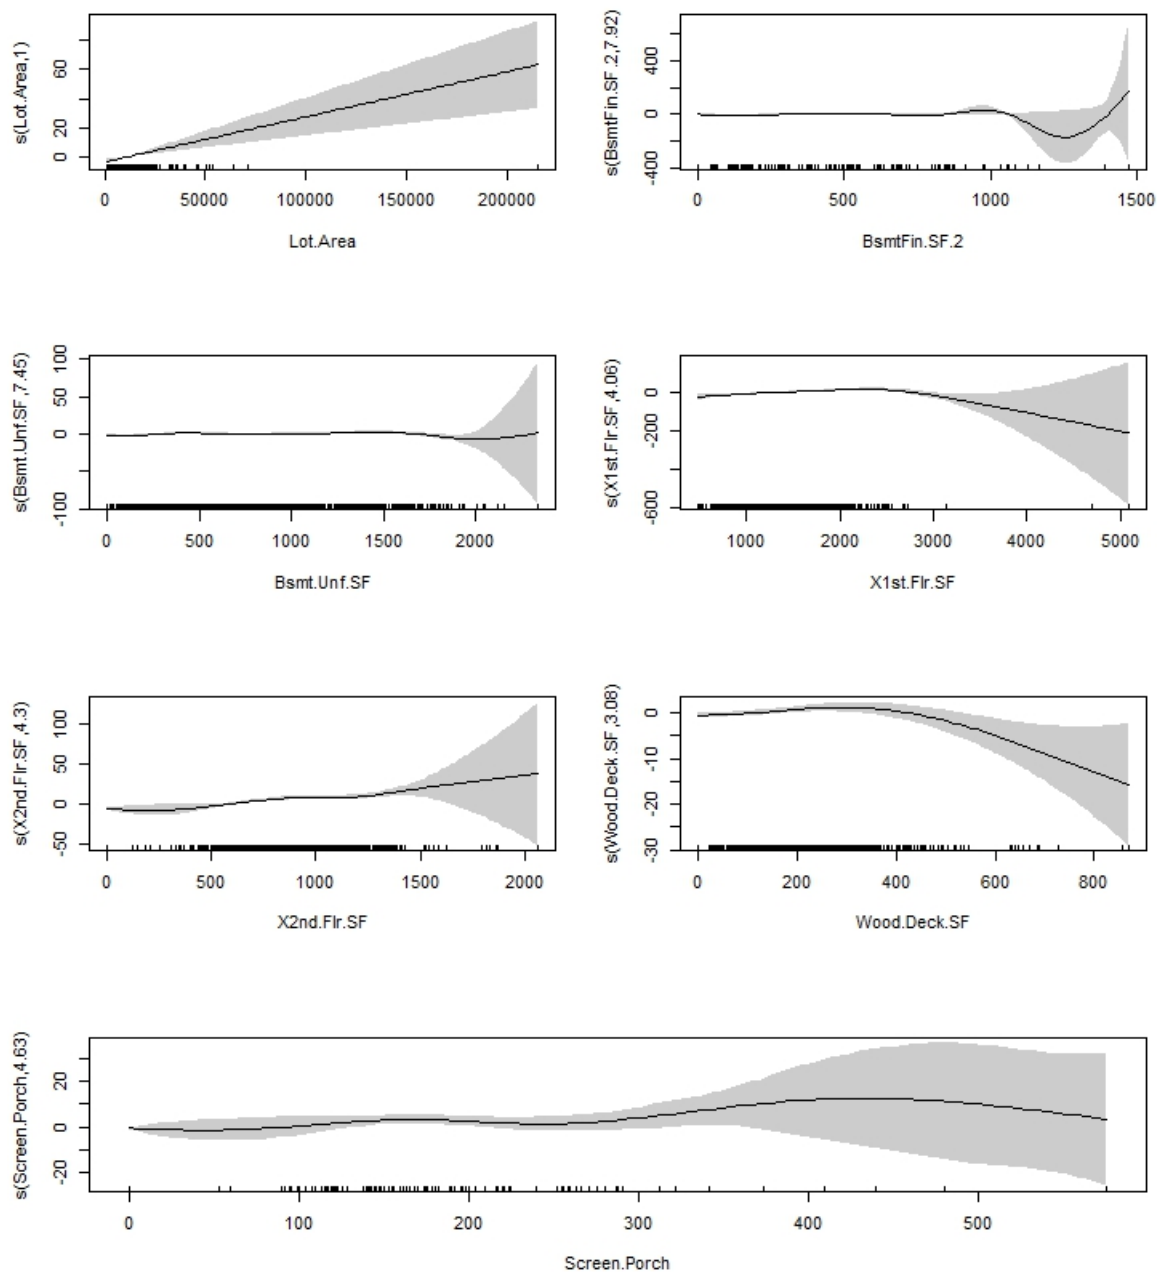 s(Lot.Area,1)
60
20
0
0 50000 100000 150000 200000
Lot.Area
s(BsmtFin.SF.2,7.92)
400
0
-400
0 500 1000 1500
BsmtFin.SF.2
s(Bsmt.Unf.SF,7.45)
100
50
0
-100
0 500 1000 1500 2000
Bsmt.Unf.SF
s(X1st.Flr.SF,4.06)
0
-200
-600
1000 2000 3000 4000 5000
X1st.Flr.SF
s(X2nd.Flr.SF,4.3)
100
50
0
-50
0 500 1000 1500 2000
X2nd.Flr.SF
s(Wood.Deck.SF,3.08)
0
-10
-20
-30
0 200 400 600 800
Wood.Deck.SF
s(Screen.Porch,4.63)
20
0
-20
0 100 200 300 400 500
Screen.Porch